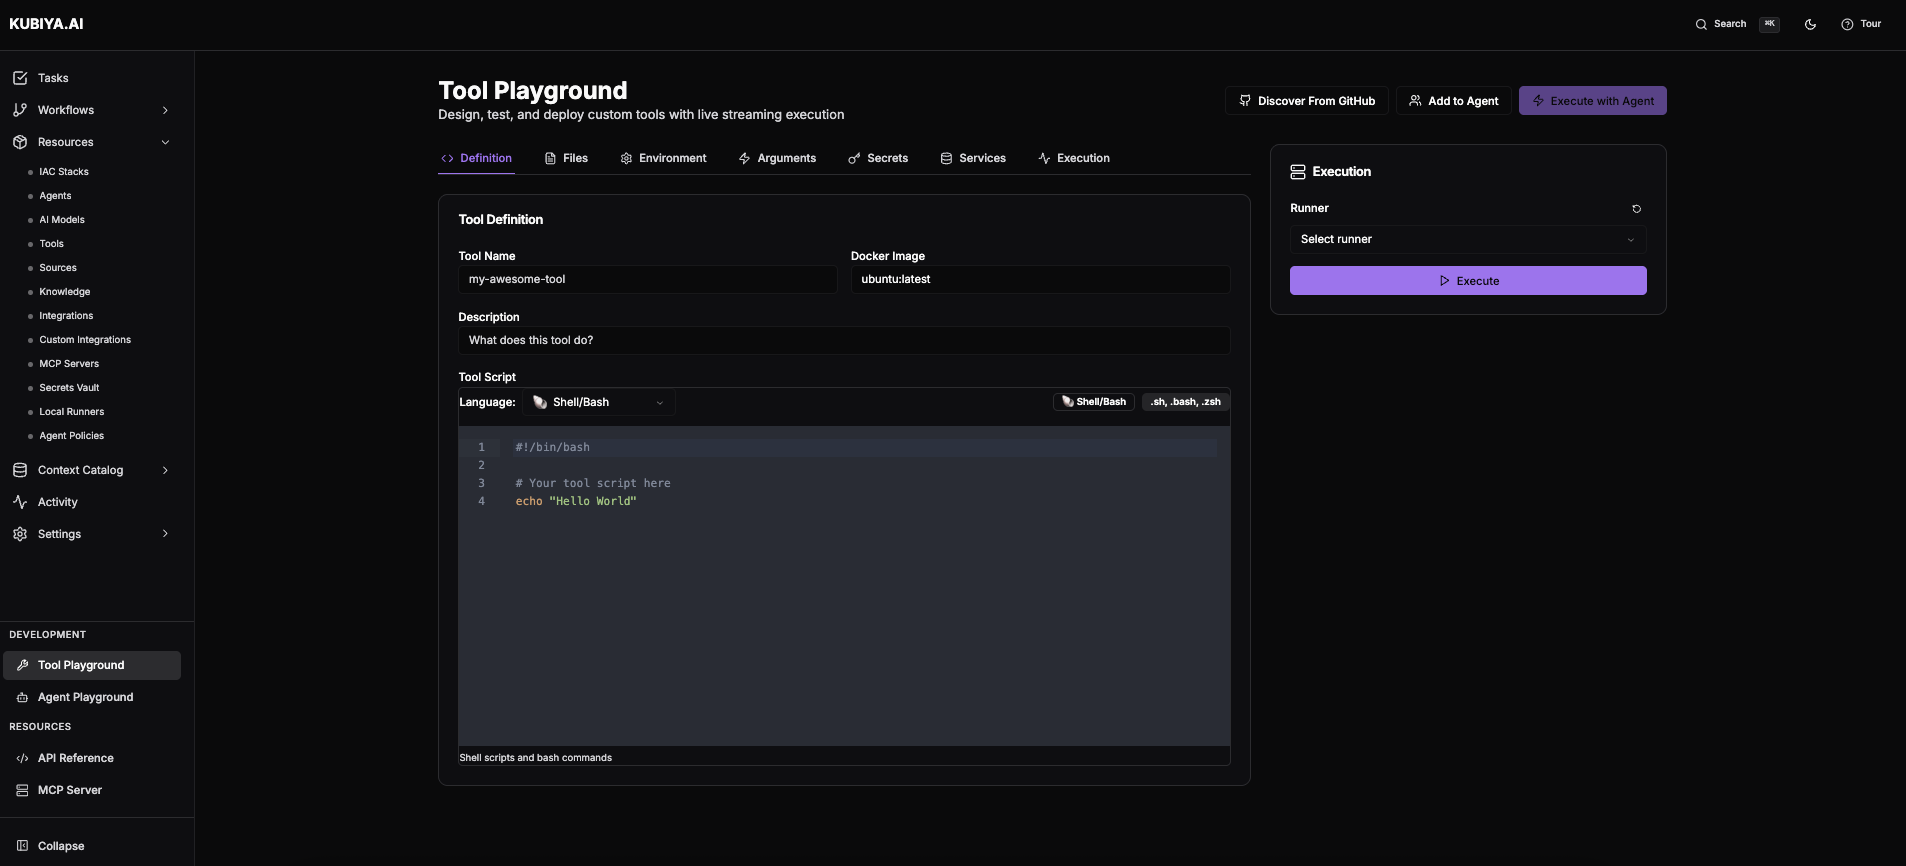 KUBIYA.AI
Search ⌘K Tour
Tasks
Workflows
Resources
IAC Stacks
Agents
AI Models
Tools
Sources
Knowledge
Integrations
Custom Integrations
MCP Servers
Secrets Vault
Local Runners
Agent Policies
Context Catalog
Activity
Settings
DEVELOPMENT
Tool Playground
Agent Playground
RESOURCES
API Reference
MCP Server
Collapse
Tool Playground
Design, test, and deploy custom tools with live streaming execution
Discover From GitHub Add to Agent Execute with Agent
Definition Files Environment Arguments Secrets Services Execution
Tool Definition
Tool Name Docker Image
my-awesome-tool ubuntu:latest
Description
What does this tool do?
Tool Script
Language: Shell/Bash Shell/Bash .sh, .bash, .zsh
1 #!/bin/bash
2
3 # Your tool script here
4 echo "Hello World"
Shell scripts and bash commands
Execution
Runner
Select runner
Execute